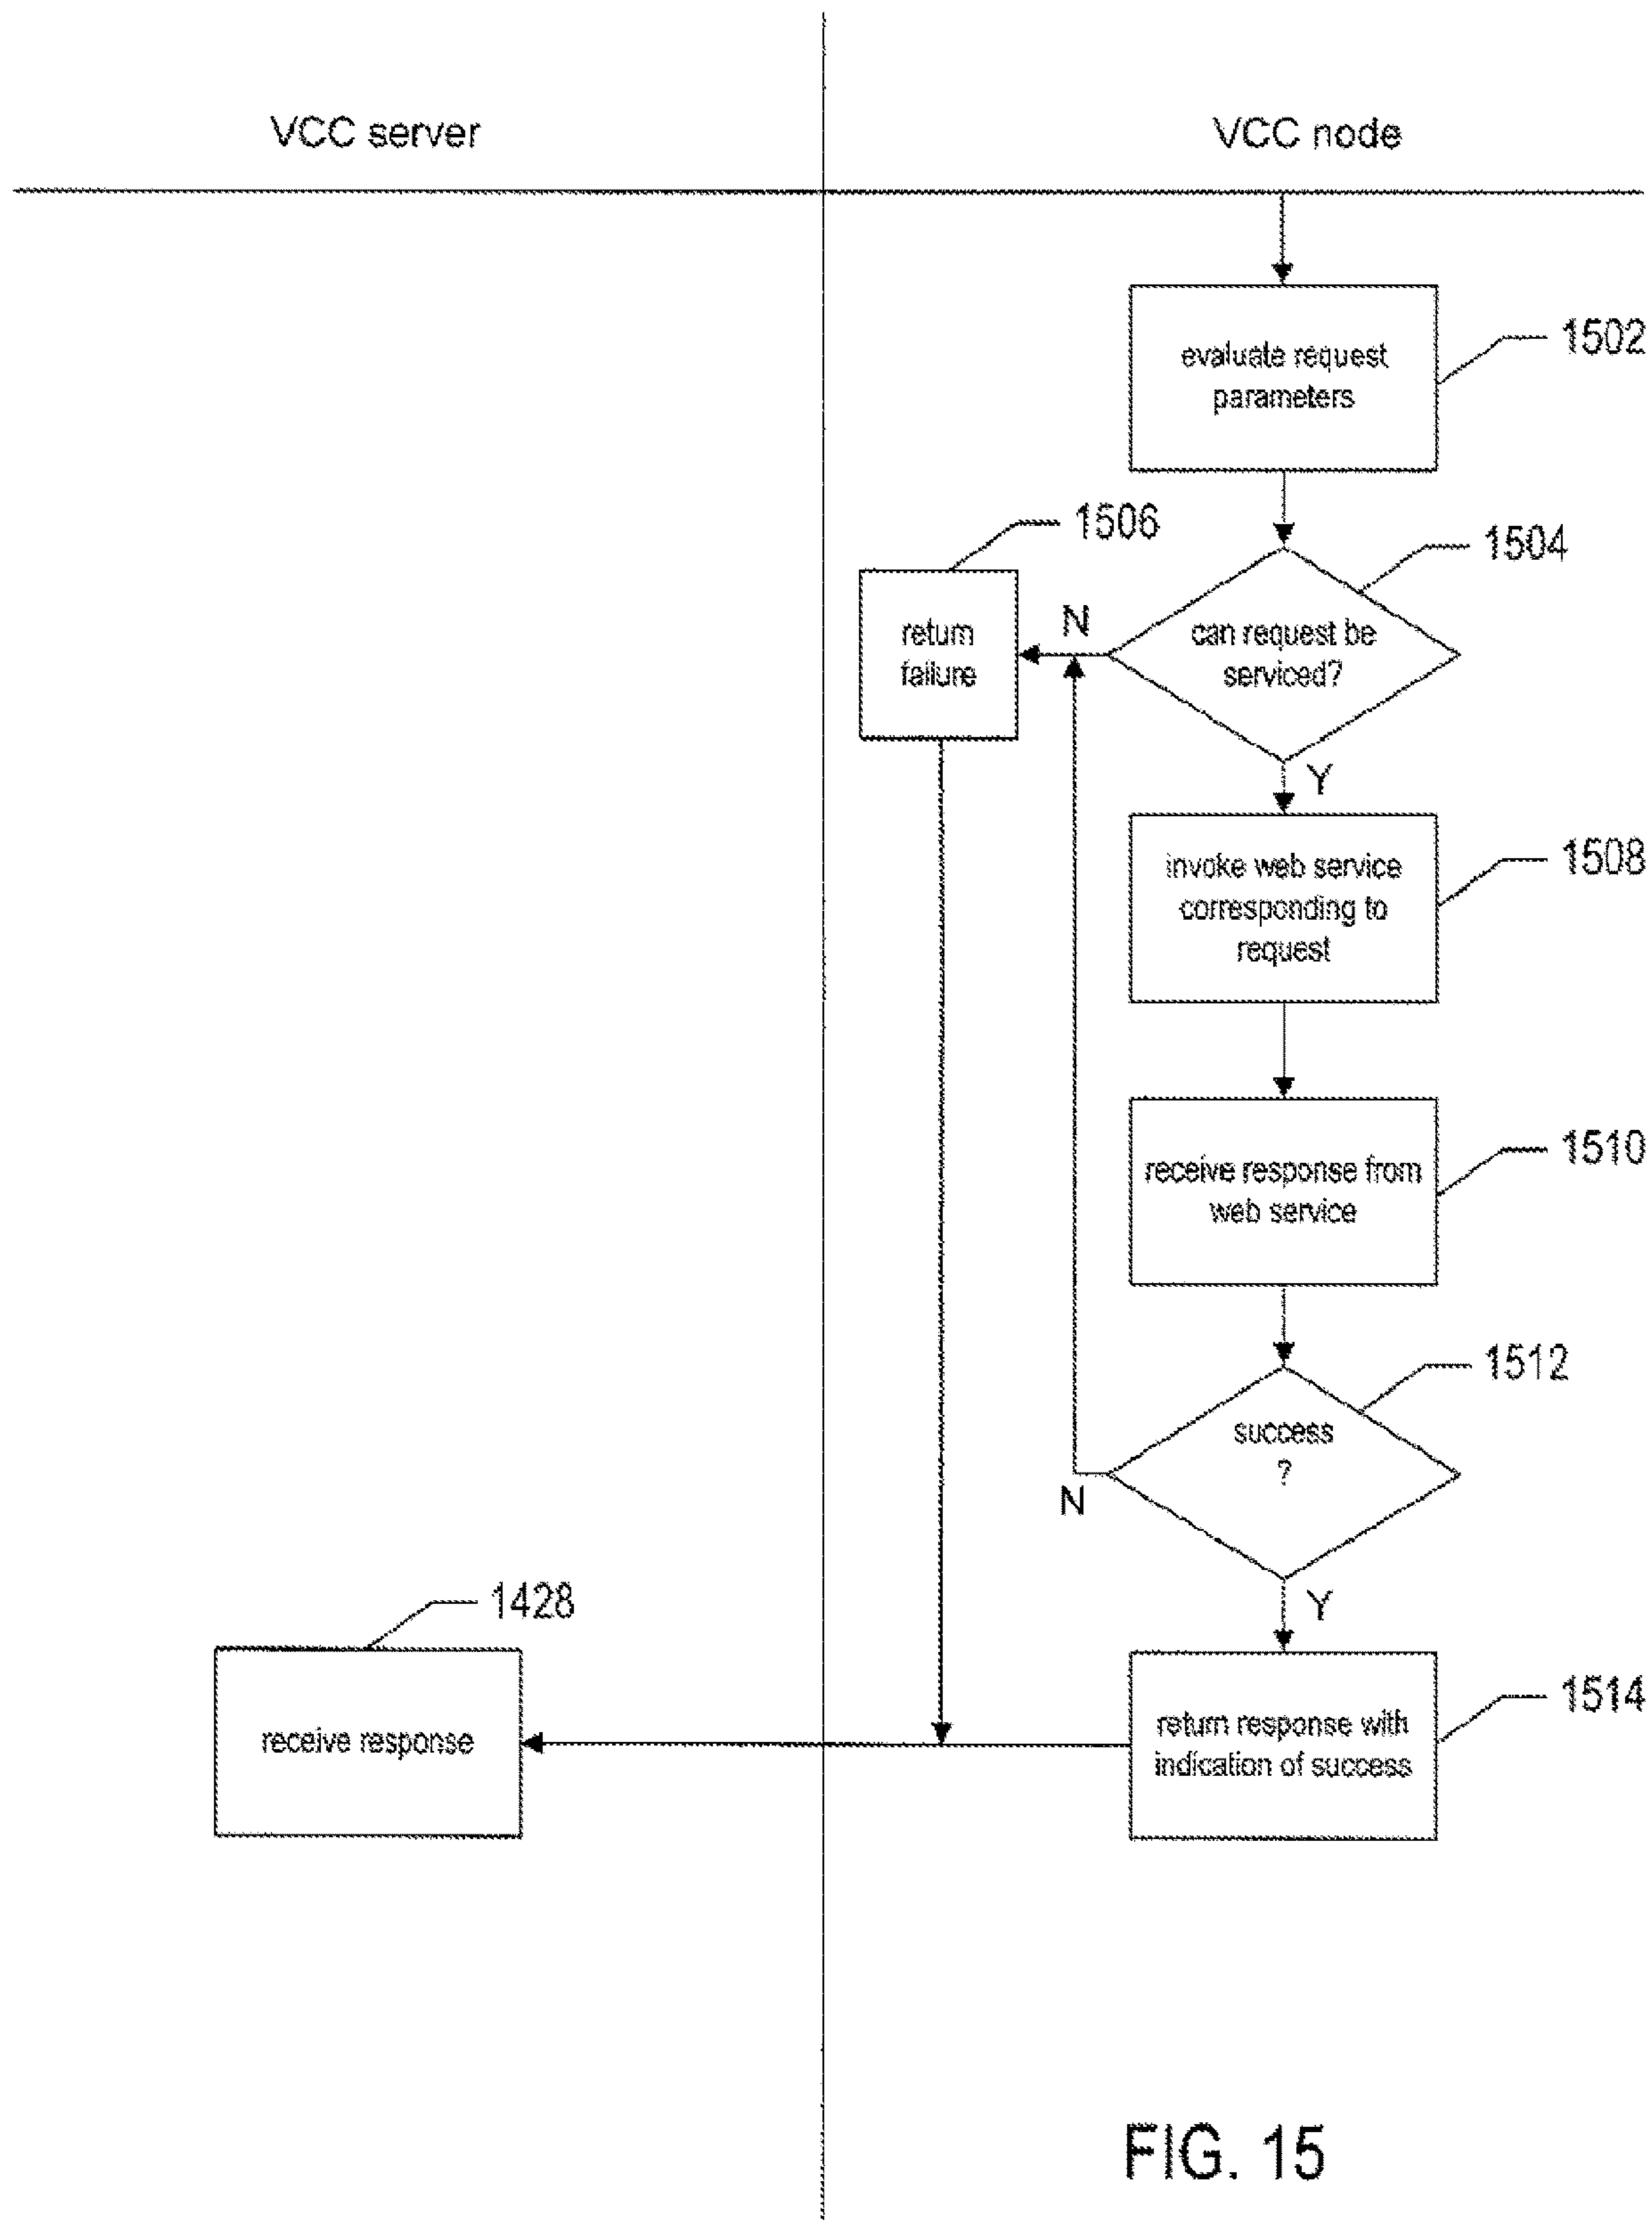 VCC server
VCC node
evaluate request
parameters
1502
1506
1504
return
failure
N
can request be
serviced?
Y
invoke web service
corresponding to
request
1508
receive response from
web service
1510
1512
success
?
N
Y
1428
receive response
return response with
indication of success
1514
FIG. 15